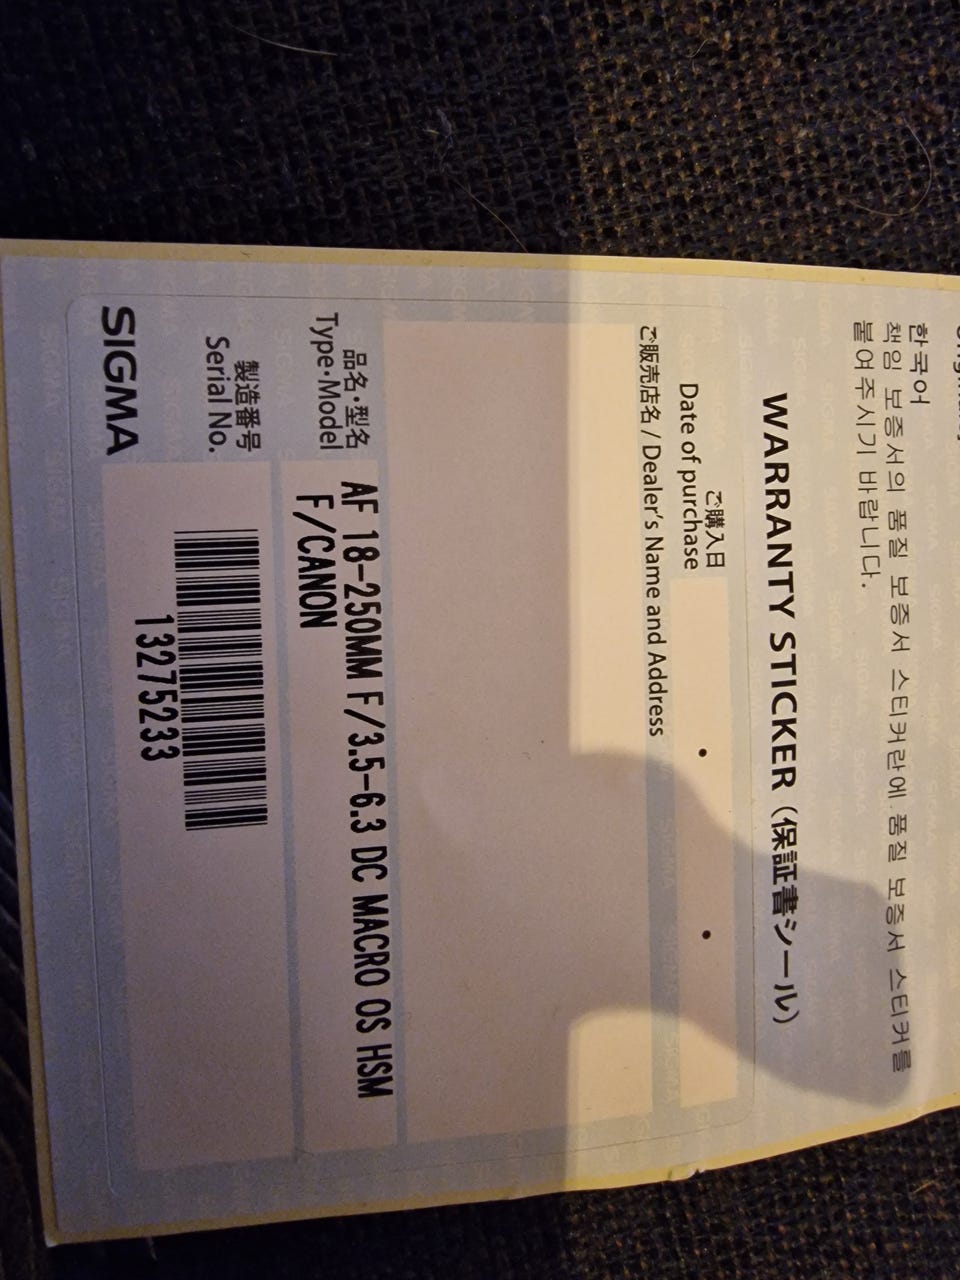 한국어
책임 보증서의 품질 보증서 스티커란에 품질 보증서 스티커를
붙여주시기 바랍니다.
WARRANTY STICKER (保証書シール)
ご購入日
Date of purchase
ご販売店名 / Dealer's Name and Address
品名・型名
Type・Model
AF 18-250MM F/3.5-6.3 DC MACRO OS HSM
F/CANON
製造番号
Serial No.
13275233
SIGMA